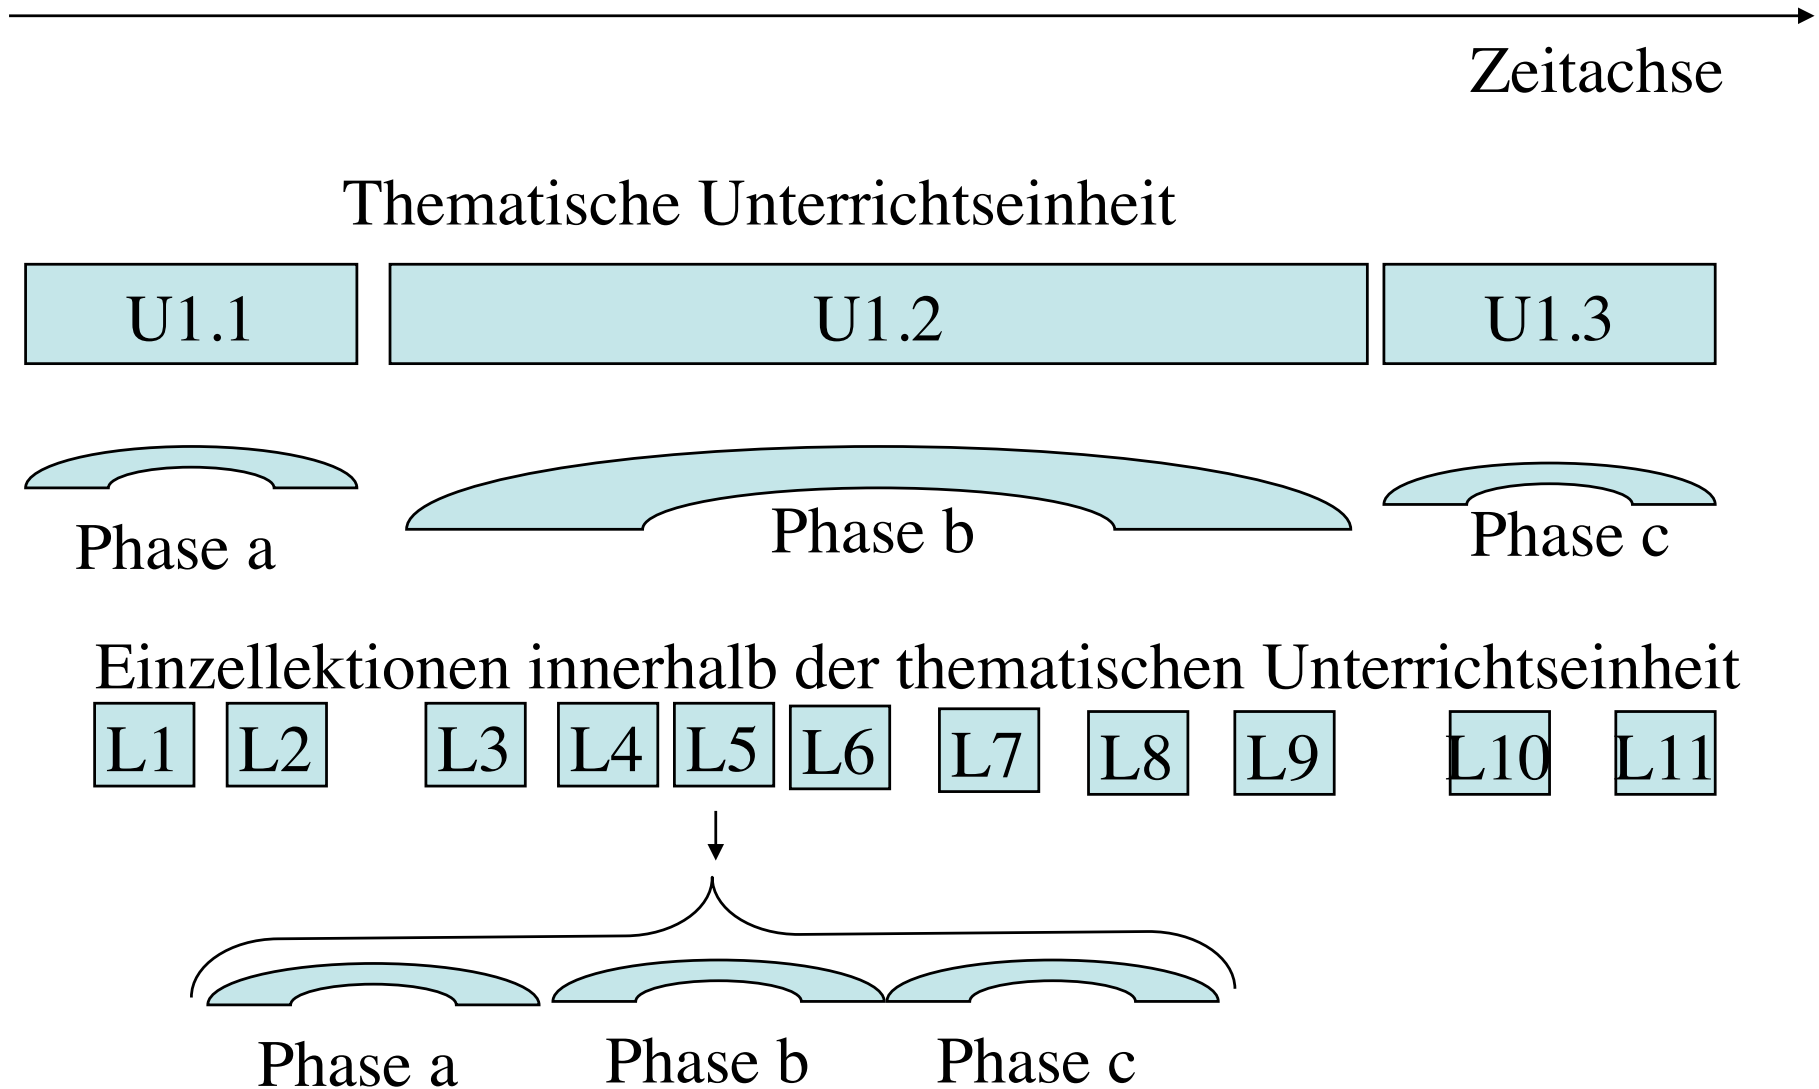 Zeitachse
Thematische Unterrichtseinheit
U1.1 U1.2 U1.3
Phase a Phase b Phase c
Einzellektionen innerhalb der thematischen Unterrichtseinheit
L1 L2 L3 L4 L5 L6 L7 L8 L9 L10 L11
Phase a Phase b Phase c